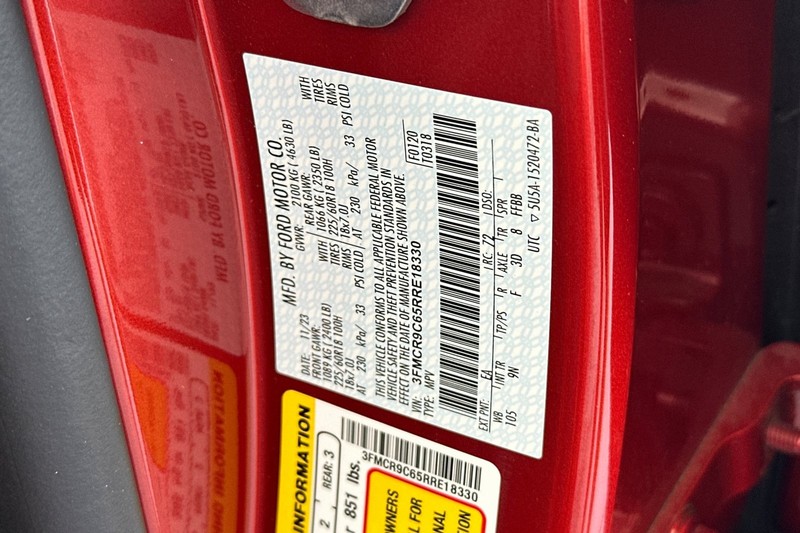 MFD. BY FORD MOTOR CO.
DATE: 11/23
GVWR: 2100 KG ( 4630 LB)
FRONT GAWR: REAR GAWR: WITH
1089 KG ( 2400 LB) WITH 1066 KG ( 2350 LB) TIRES
225/60R18 100H TIRES 225/60R18 100H RIMS
18x7.0J RIMS 18x7.0J
AT 230 kPa/ 33 PSI COLD AT 230 kPa/ 33 PSI COLD
THIS VEHICLE CONFORMS TO ALL APPLICABLE FEDERAL MOTOR
VEHICLE SAFETY AND THEFT PREVENTION STANDARDS IN
EFFECT ON THE DATE OF MANUFACTURE SHOWN ABOVE.
VIN: 3FMCR9C65RRE18330
TYPE: MPV
F0120
T0318
EXT PNT: EA RC: 72 DSO:
WB INT TR TP/PS R AXLE TR SPR
105 9N F 3D 8 FFBB
UTC ▽ 5U5A-1520472-BA
INFORMATION
2 REAR: 3
851 lbs.
3FMCR9C65RRE18330
OWNERS